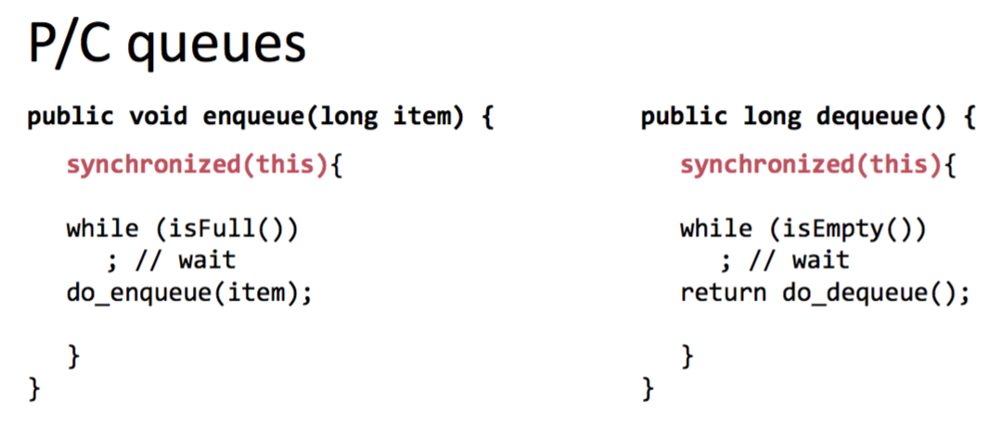 P/C queues
public void enqueue(long item) {
synchronized(this){
while (isFull())
; // wait
do_enqueue(item);
}
}
public long dequeue() {
synchronized(this){
while (isEmpty())
; // wait
return do_dequeue();
}
}